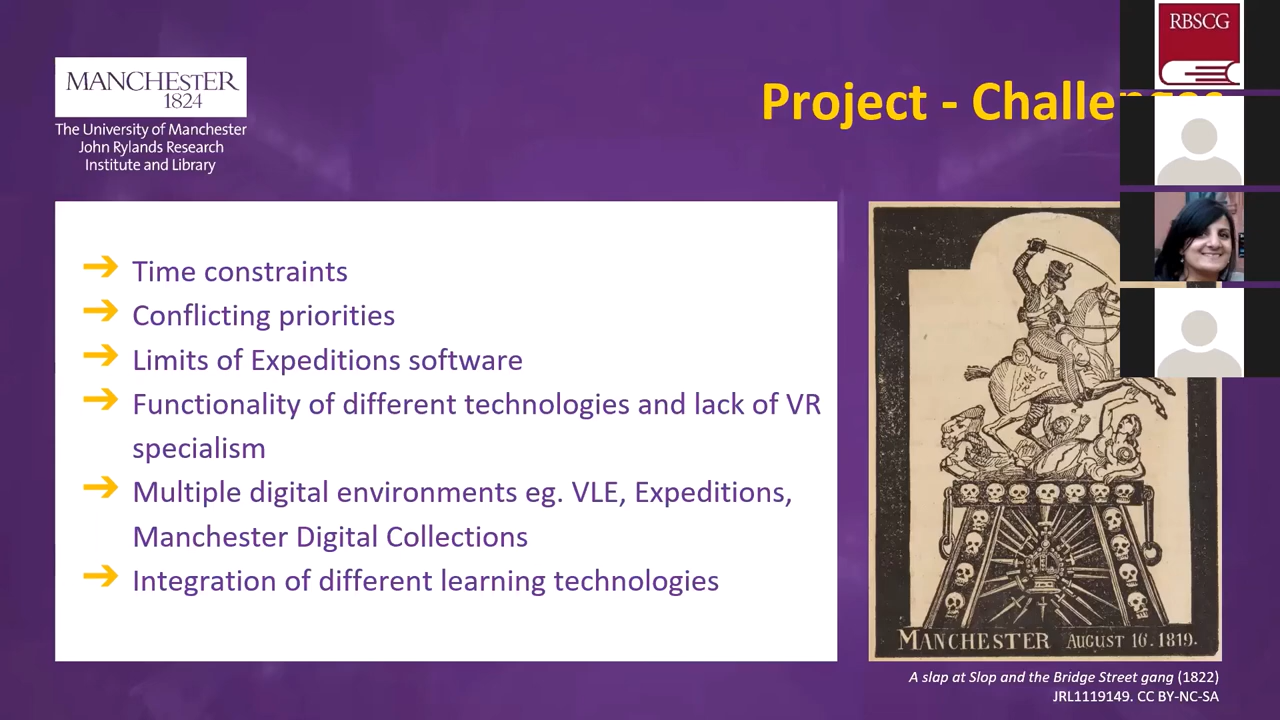 MANCHESTER
1824
The University of Manchester
John Rylands Research
Institute and Library
Project - Challenges
RBSCG
➔ Time constraints
➔ Conflicting priorities
➔ Limits of Expeditions software
➔ Functionality of different technologies and lack of VR
specialism
➔ Multiple digital environments eg. VLE, Expeditions,
Manchester Digital Collections
➔ Integration of different learning technologies
MANCHESTER AUGUST 16. 1819.
A slap at Slop and the Bridge Street gang (1822)
JRL1119149. CC BY-NC-SA